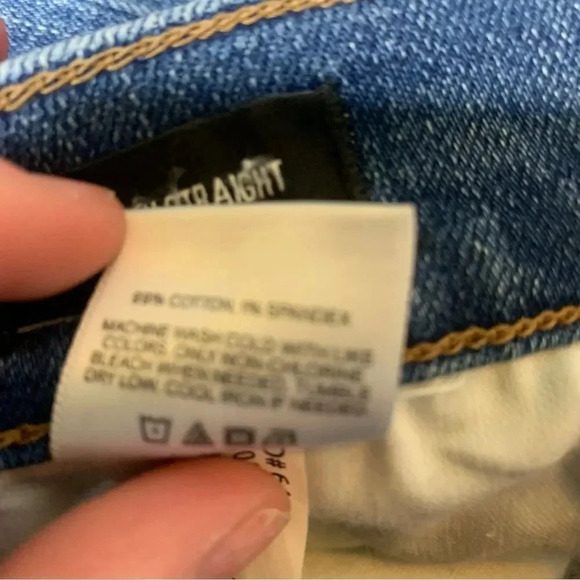 STRAIGHT
99% COTTON, 1% SPANDEX
MACHINE WASH COLD WITH LIKE
COLORS, ONLY NON-CHLORINE
BLEACH WHEN NEEDED, TUMBLE
DRY LOW, COOL IRON IF NEEDED.